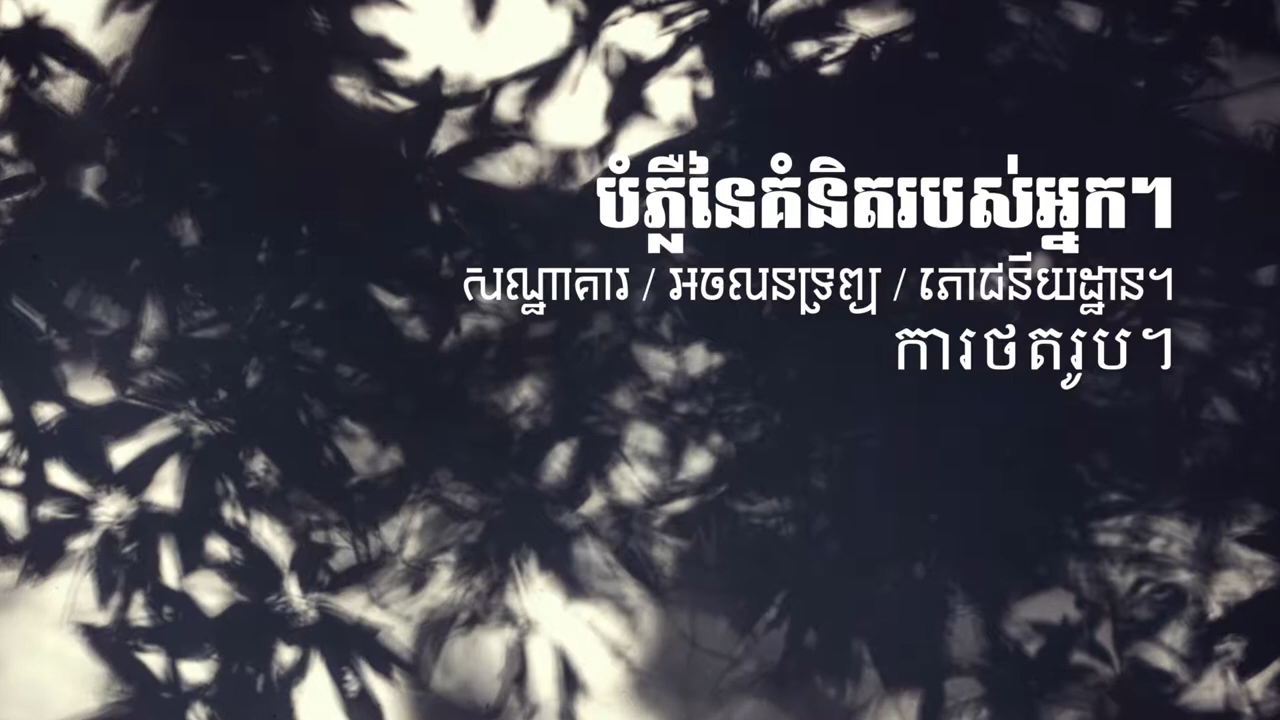 បំភ្លឺនៃគំនិតរបស់អ្នក។
សណ្ឋាគារ / អចលនទ្រព្យ / ភោជនីយដ្ឋាន។
ការថតរូប។